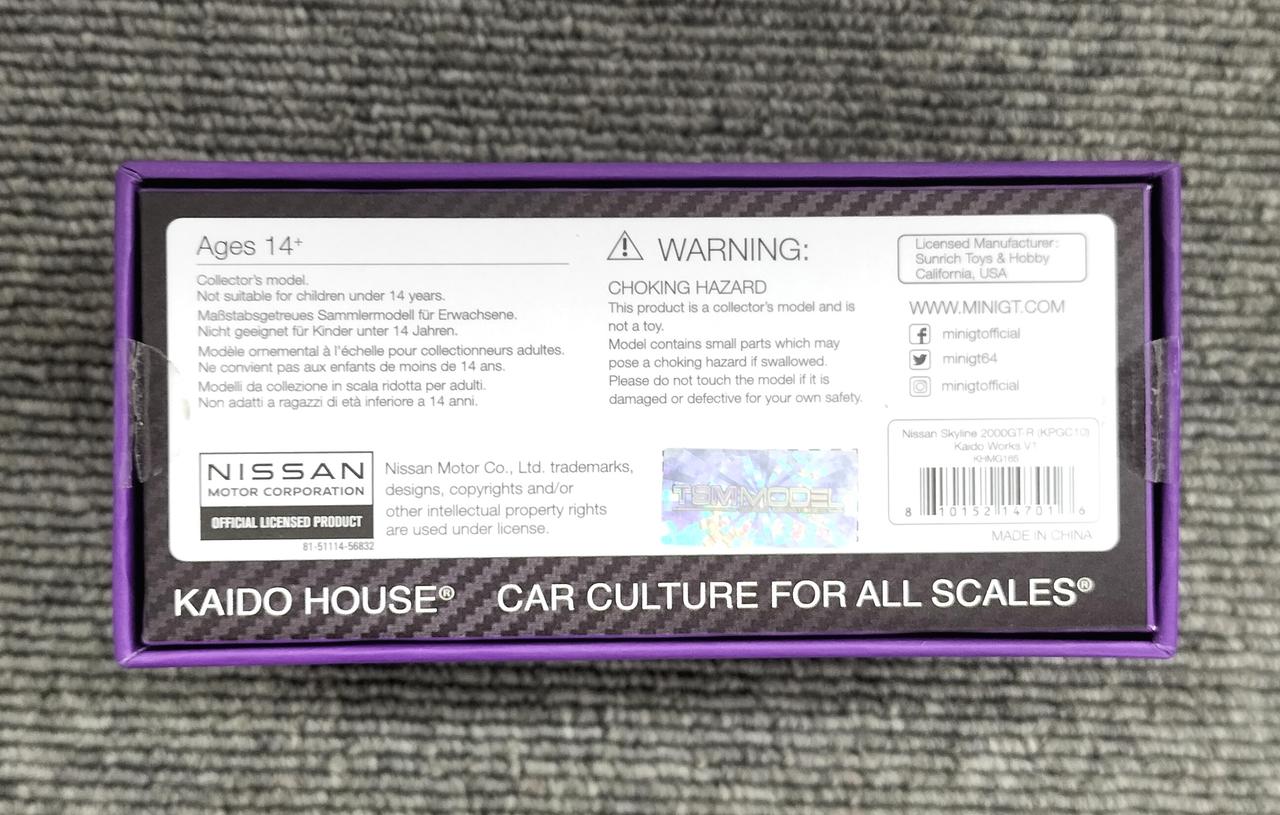 Ages 14+
Collector's model.
Not suitable for children under 14 years.
Maßstabsgetreues Sammlermodell für Erwachsene.
Nicht geeignet für Kinder unter 14 Jahren.
Modèle ornemental à l'échelle pour collectionneurs adultes.
Ne convient pas aux enfants de moins de 14 ans.
Modelli da collezione in scala ridotta per adulti.
Non adatti a ragazzi di età inferiore a 14 anni.
WARNING:
CHOKING HAZARD
This product is a collector's model and is
not a toy.
Model contains small parts which may
pose a choking hazard if swallowed.
Please do not touch the model if it is
damaged or defective for your own safety.
Licensed Manufacturer:
Sunrich Toys & Hobby
California, USA
WWW.MINIGT.COM
minigtofficial
minigt64
minigtofficial
NISSAN
MOTOR CORPORATION
OFFICIAL LICENSED PRODUCT
81-51114-56832
Nissan Motor Co., Ltd. trademarks,
designs, copyrights and/or
other intellectual property rights
are used under license.
TSM MODEL
Nissan Skyline 2000GT-R (KPGC10)
Kaido Works V1
KHMG165
8 10152 14701 6
MADE IN CHINA
KAIDO HOUSE® CAR CULTURE FOR ALL SCALES®